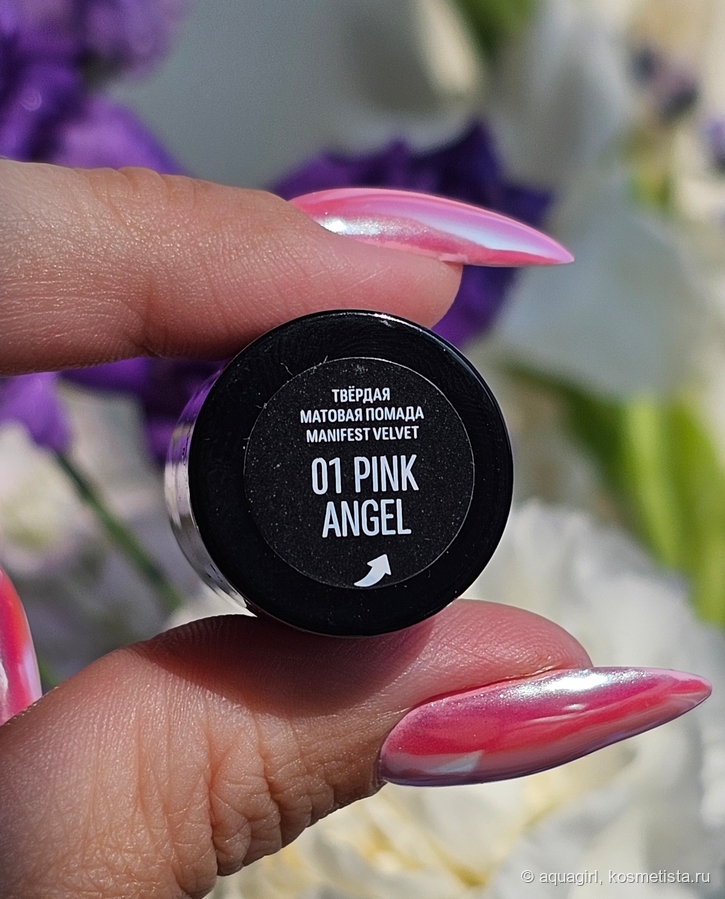 ТВЁРДАЯ
МАТОВАЯ ПОМАДА
MANIFEST VELVET
01 PINK
ANGEL
© aquagirl, kosmetista.ru